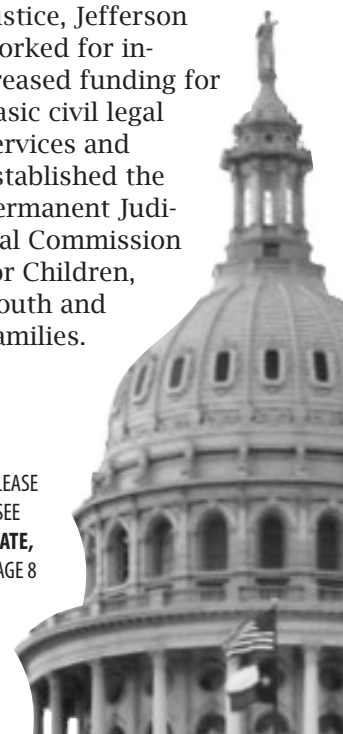 ustice, Jefferson
orked for in-
reased funding for
asic civil legal
ervices and
stablished the
ermanent Judi-
al Commission
or Children,
outh and
amilies.
LEASE
SEE
ATE,
AGE 8